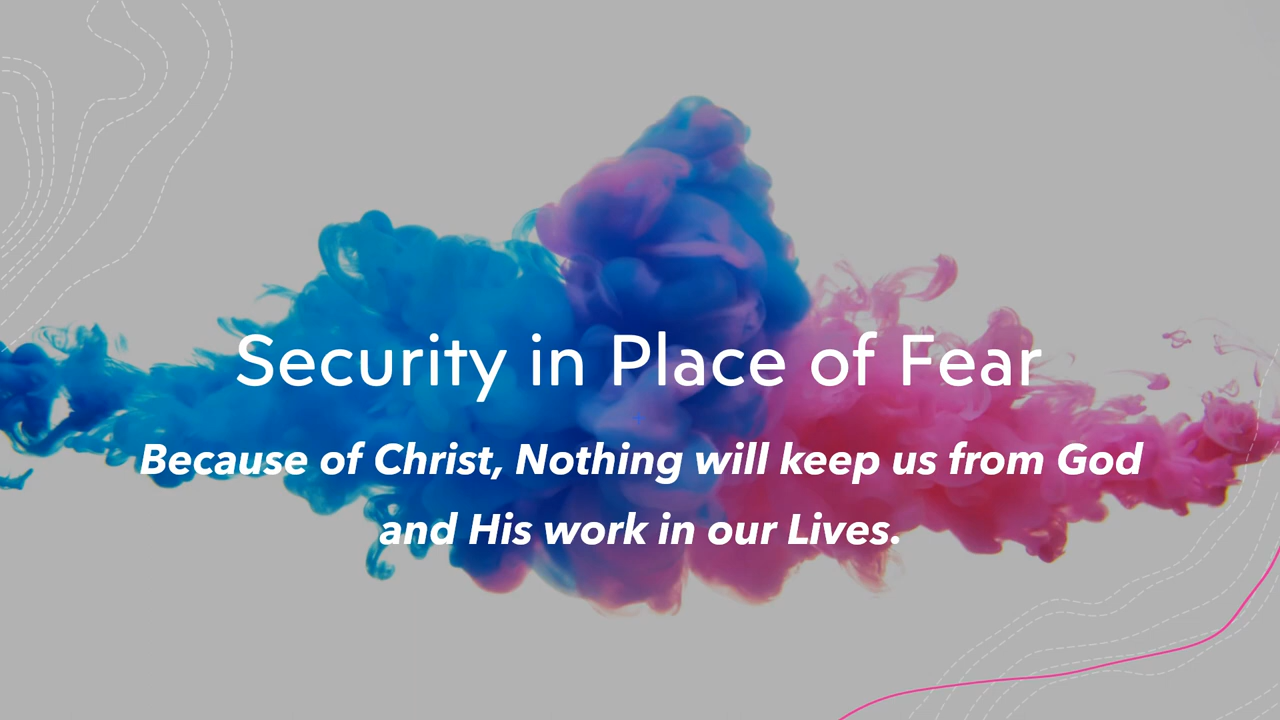 Security in Place of Fear
Because of Christ, Nothing will keep us from God
and His work in our Lives.